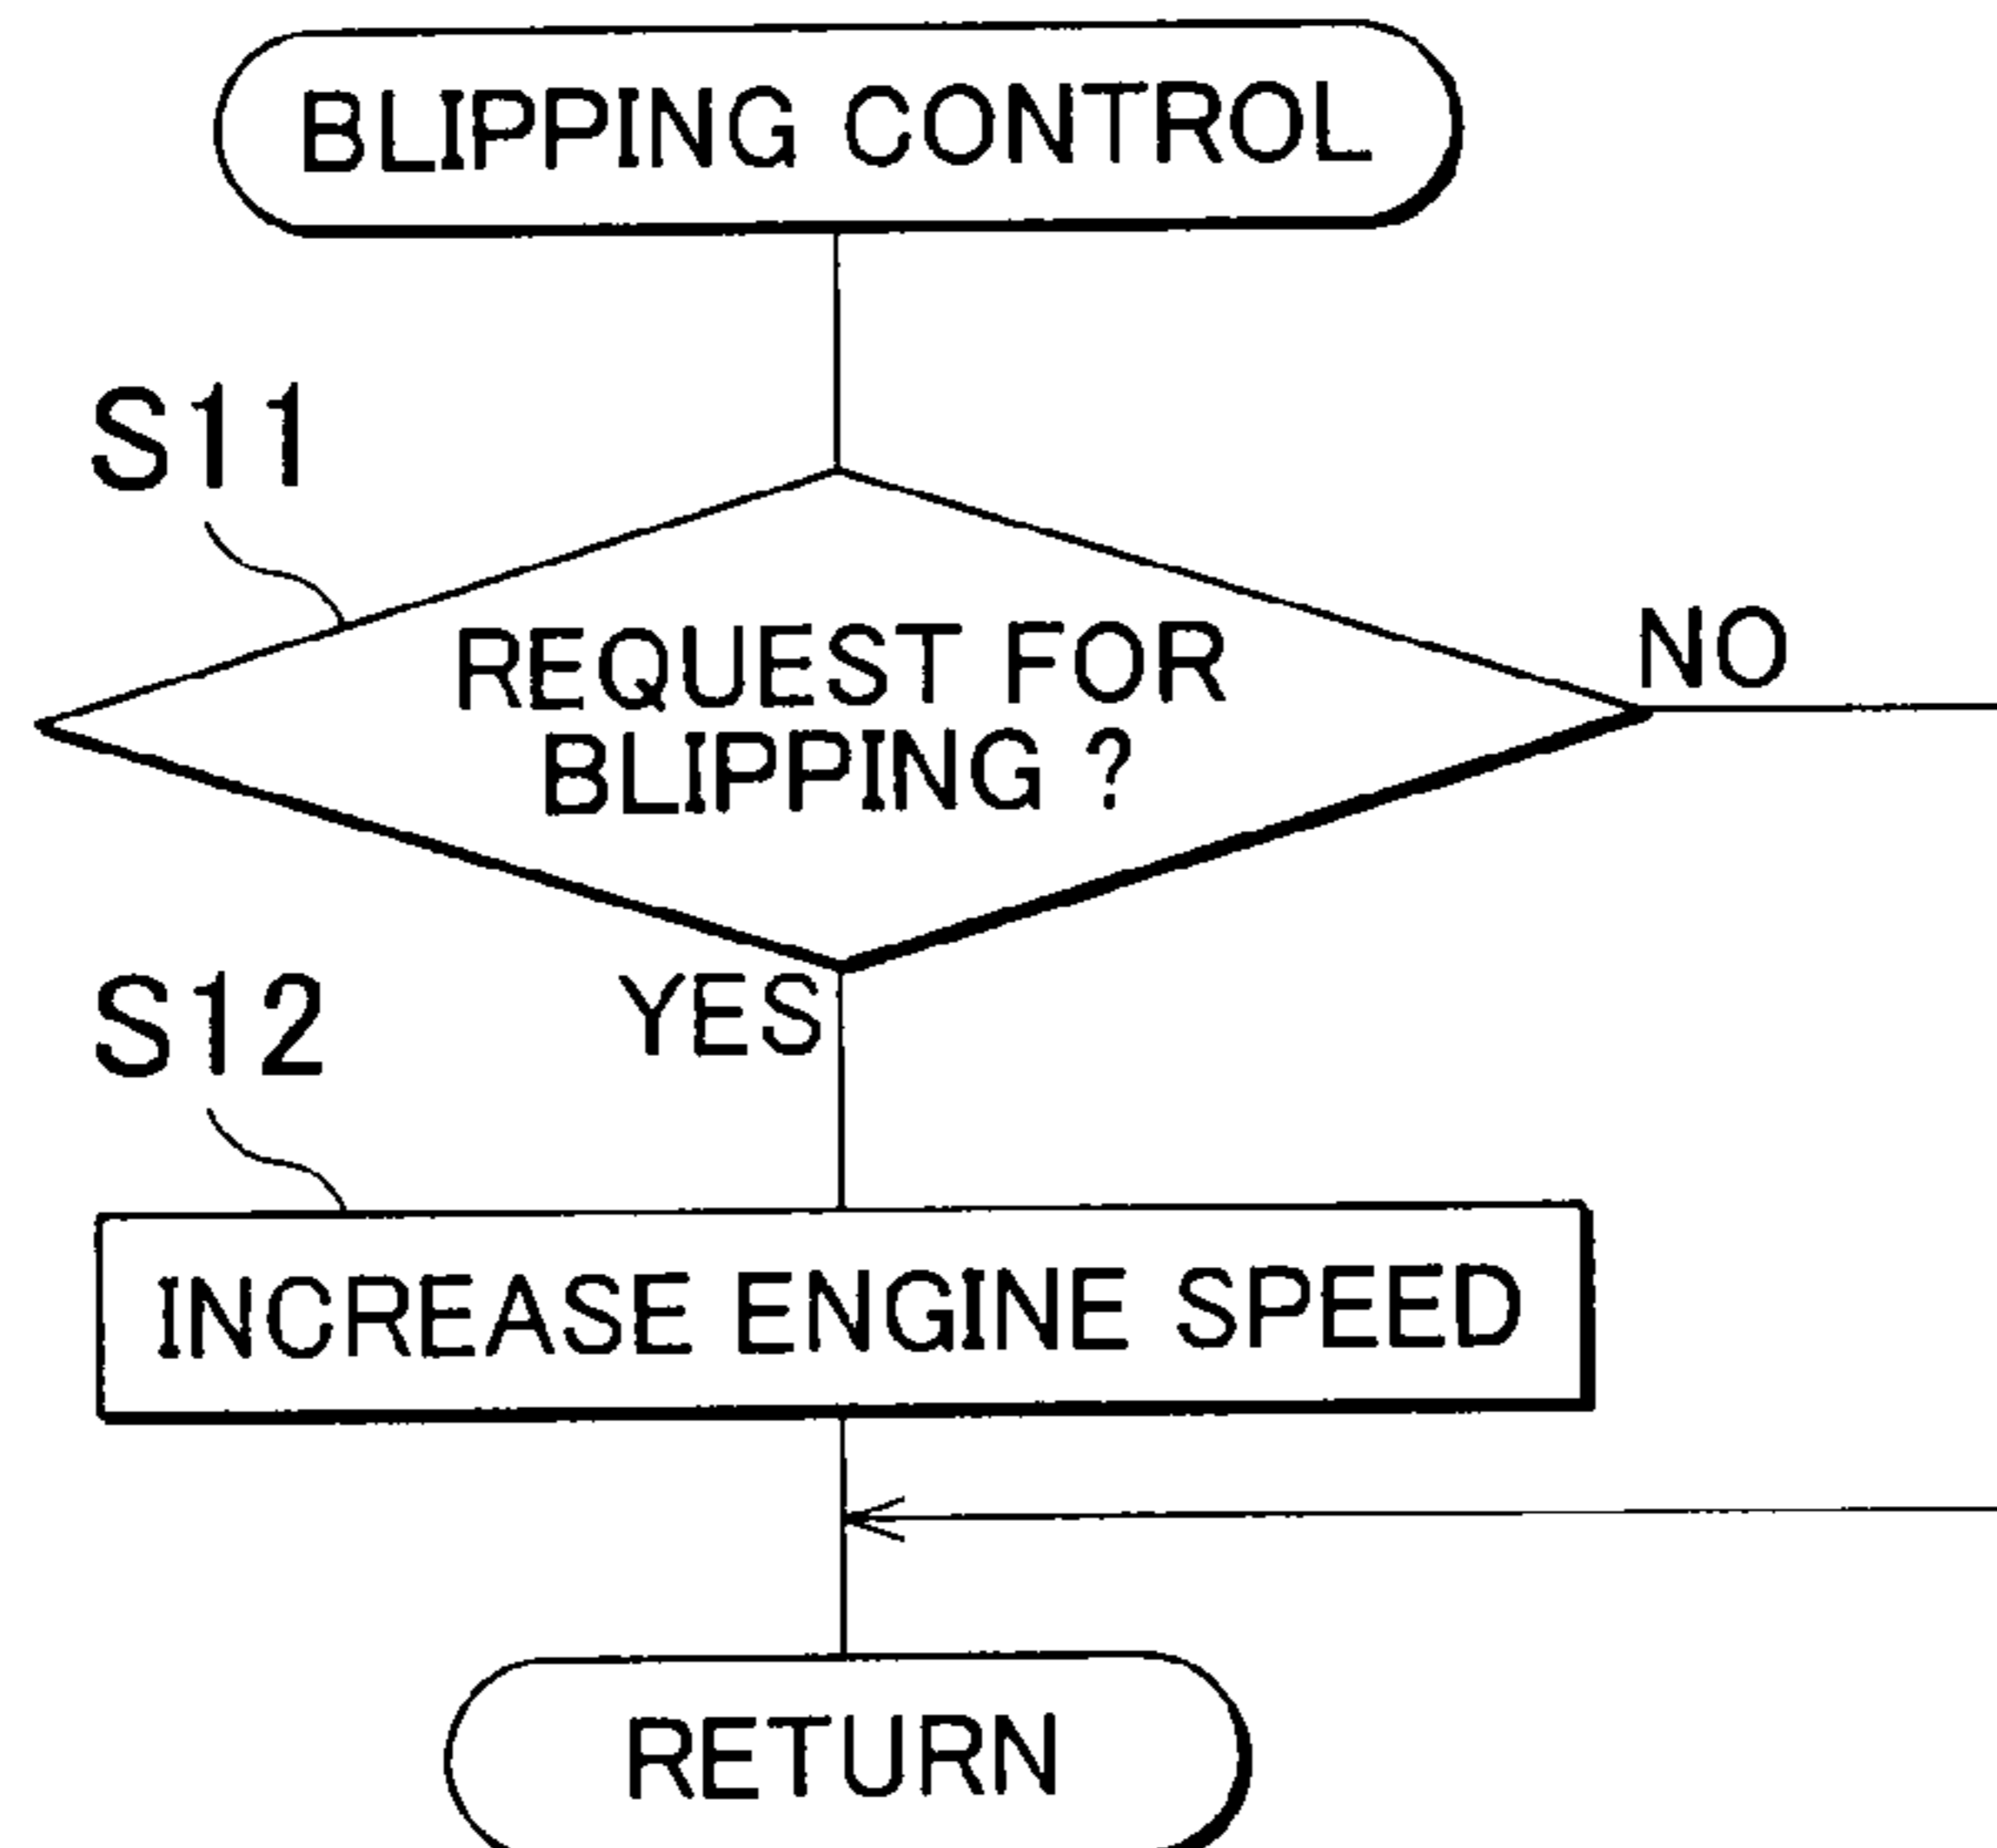 BLIPPING CONTROL
S11
REQUEST FOR
BLIPPING ?
NO
YES
S12
INCREASE ENGINE SPEED
RETURN